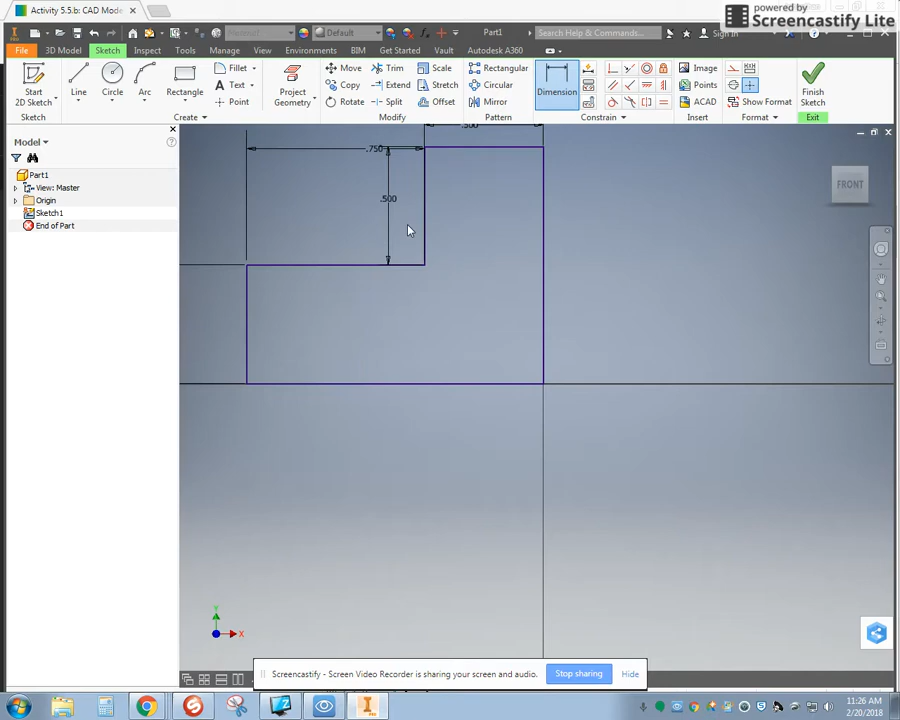 powered by
Screencastify Lite
Activity 5.5.b: CAD Mode
Default
Part1
Search Help & Commands...
File 3D Model Sketch Inspect Tools Manage View Environments BIM Get Started Vault Autodesk A360
Start
2D Sketch
Line
Circle
Arc
Rectangle
Fillet
Text
Point
Project
Geometry
Move
Copy
Rotate
Trim
Extend
Split
Scale
Stretch
Offset
Rectangular
Circular
Mirror
Dimension
Image
Points
ACAD
Show Format
Finish
Sketch
Sketch Create Modify Pattern Constrain Insert Format Exit
Model
Part1
View: Master
Origin
Sketch1
End of Part
.500
.750
.500
FRONT
Y
X
Screencastify - Screen Video Recorder is sharing your screen and audio. Stop sharing Hide
11:26 AM
2/20/2018